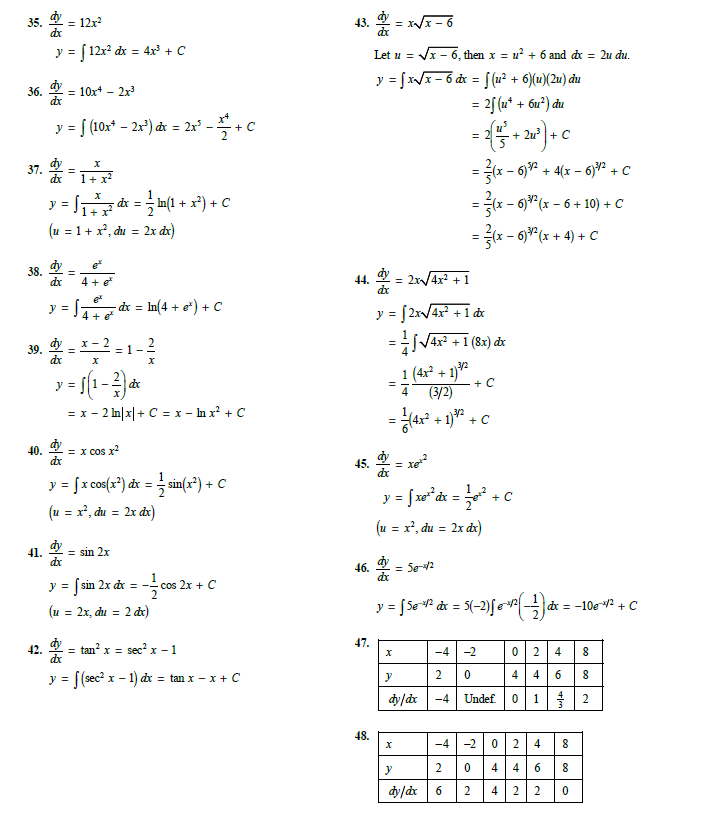 35. dy/dx = 12x²
y = ∫ 12x² dx = 4x³ + C
36. dy/dx = 10x⁴ − 2x³
y = ∫ (10x⁴ − 2x³) dx = 2x⁵ − x⁴/2 + C
37. dy/dx = x/(1 + x²)
y = ∫ x/(1 + x²) dx = 1/2 ln(1 + x²) + C
(u = 1 + x², du = 2x dx)
38. dy/dx = eˣ/(4 + eˣ)
y = ∫ eˣ/(4 + eˣ) dx = ln(4 + eˣ) + C
39. dy/dx = (x − 2)/x = 1 − 2/x
y = ∫(1 − 2/x) dx
= x − 2 ln|x| + C = x − ln x² + C
40. dy/dx = x cos x²
y = ∫ x cos(x²) dx = 1/2 sin(x²) + C
(u = x², du = 2x dx)
41. dy/dx = sin 2x
y = ∫ sin 2x dx = −1/2 cos 2x + C
(u = 2x, du = 2 dx)
42. dy/dx = tan² x = sec² x − 1
y = ∫ (sec² x − 1) dx = tan x − x + C
43. dy/dx = x√(x − 6)
Let u = √(x − 6), then x = u² + 6 and dx = 2u du.
y = ∫ x√(x − 6) dx = ∫ (u² + 6)(u)(2u) du
= 2∫ (u⁴ + 6u²) du
= 2(u⁵/5 + 2u³) + C
= 2/5 (x − 6)^(5/2) + 4(x − 6)^(3/2) + C
= 2/5 (x − 6)^(3/2) (x − 6 + 10) + C
= 2/5 (x − 6)^(3/2) (x + 4) + C
44. dy/dx = 2x√(4x² + 1)
y = ∫ 2x√(4x² + 1) dx
= 1/4 ∫ √(4x² + 1) (8x) dx
= 1/4 (4x² + 1)^(3/2)/(3/2) + C
= 1/6 (4x² + 1)^(3/2) + C
45. dy/dx = xe^(x²)
y = ∫ xe^(x²) dx = 1/2 e^(x²) + C
(u = x², du = 2x dx)
46. dy/dx = 5e^(−x/2)
y = ∫ 5e^(−x/2) dx = 5(−2)∫ e^(−x/2) (−1/2) dx = −10e^(−x/2) + C
47.
x −4 −2 0 2 4 8
y 2 0 4 4 6 8
dy/dx −4 Undef. 0 1 4/3 2
48.
x −4 −2 0 2 4 8
y 2 0 4 4 6 8
dy/dx 6 2 4 2 2 0